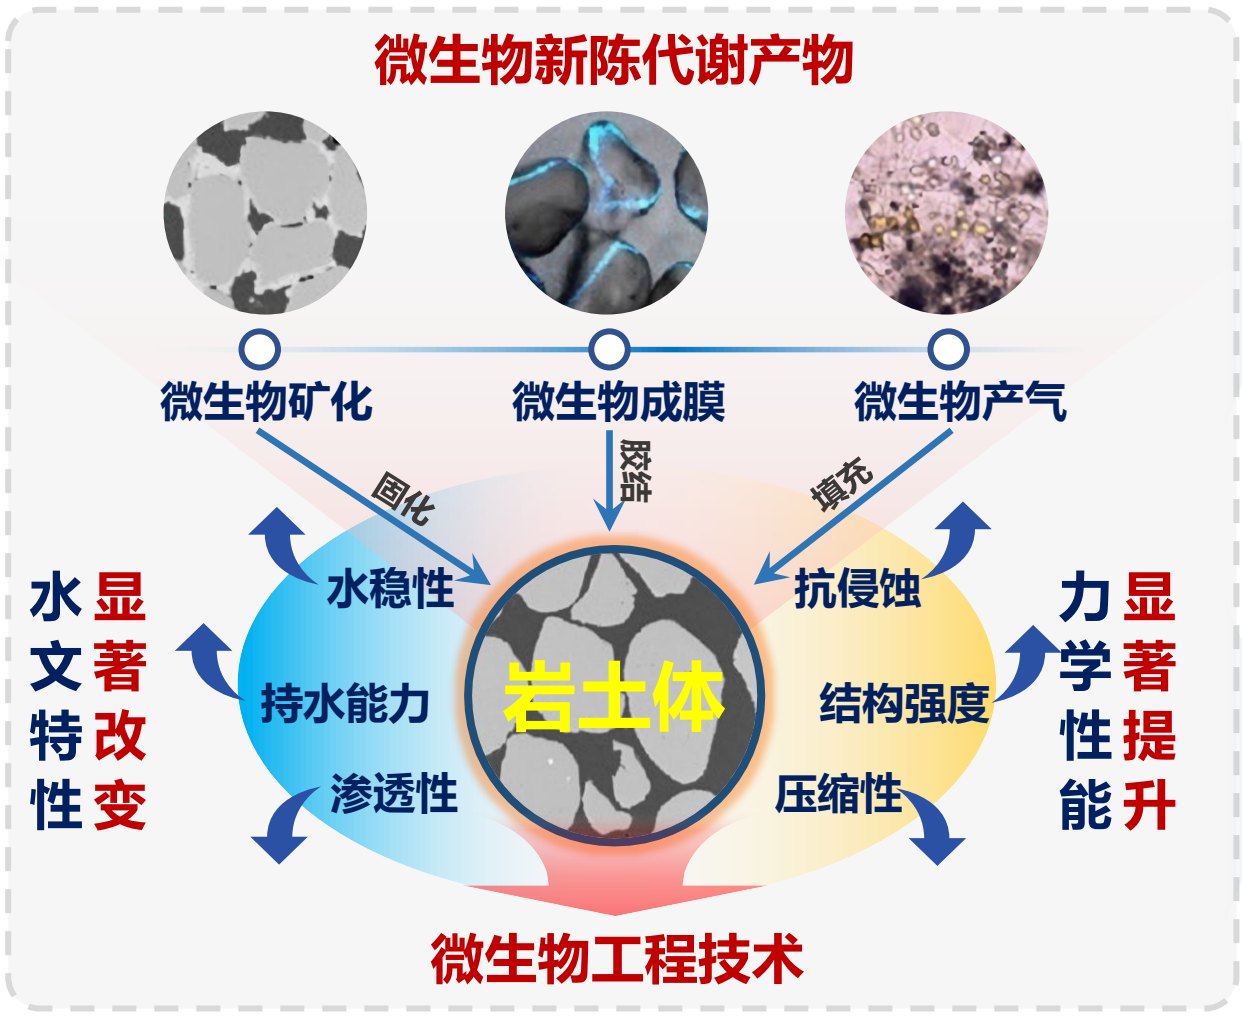 微生物新陈代谢产物
微生物矿化
微生物成膜
微生物产气
固化
胶结
填充
水文特性
显著改变
水稳性
持水能力
渗透性
岩土体
抗侵蚀
结构强度
压缩性
力学性能
显著提升
微生物工程技术